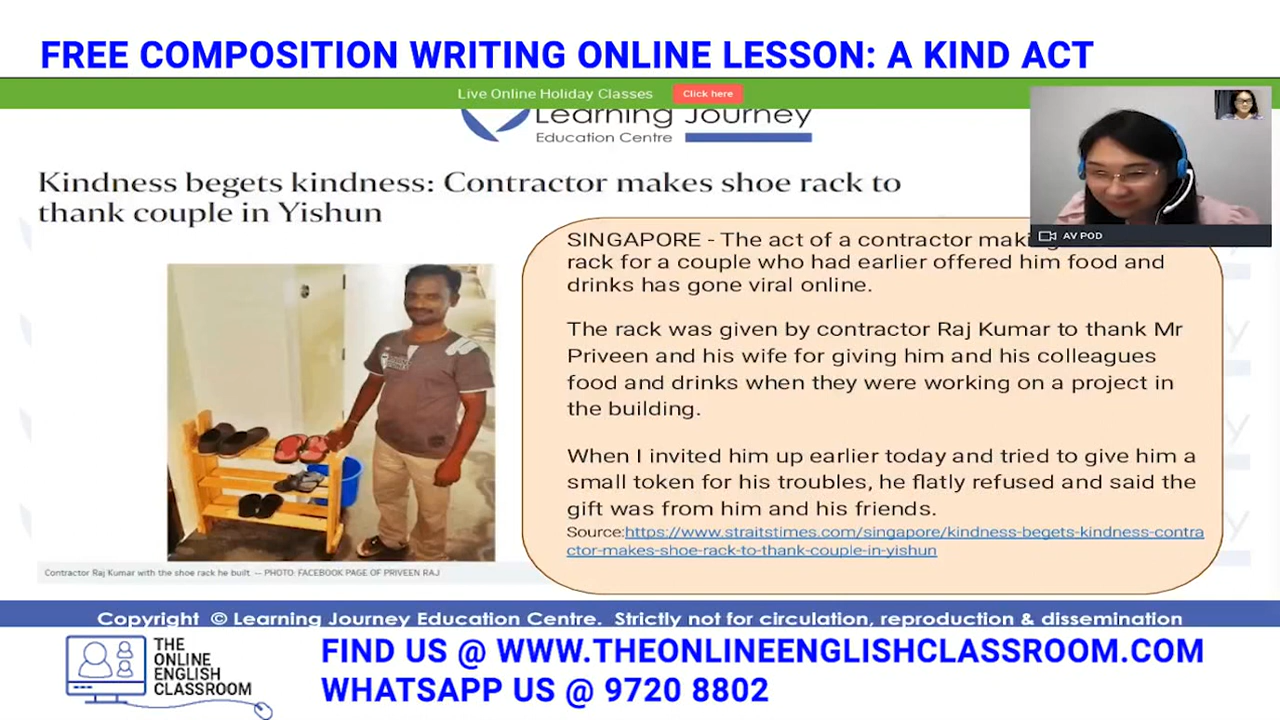 FREE COMPOSITION WRITING ONLINE LESSON: A KIND ACT
Live Online Holiday Classes Click here
Learning Journey
Education Centre
Kindness begets kindness: Contractor makes shoe rack to
thank couple in Yishun
AV POD
SINGAPORE - The act of a contractor
rack for a couple who had earlier offered him food and
drinks has gone viral online.
The rack was given by contractor Raj Kumar to thank Mr
Priveen and his wife for giving him and his colleagues
food and drinks when they were working on a project in
the building.
When I invited him up earlier today and tried to give him a
small token for his troubles, he flatly refused and said the
gift was from him and his friends.
Source:https://www.straitstimes.com/singapore/kindness-begets-kindness-contra
ctor-makes-shoe-rack-to-thank-couple-in-yishun
Contractor Raj Kumar with the shoe rack he built. — PHOTO: FACEBOOK PAGE OF PRIVEEN RAJ
Copyright © Learning Journey Education Centre. Strictly not for circulation, reproduction & dissemination
THE
ONLINE
ENGLISH
CLASSROOM
FIND US @ WWW.THEONLINEENGLISHCLASSROOM.COM
WHATSAPP US @ 9720 8802